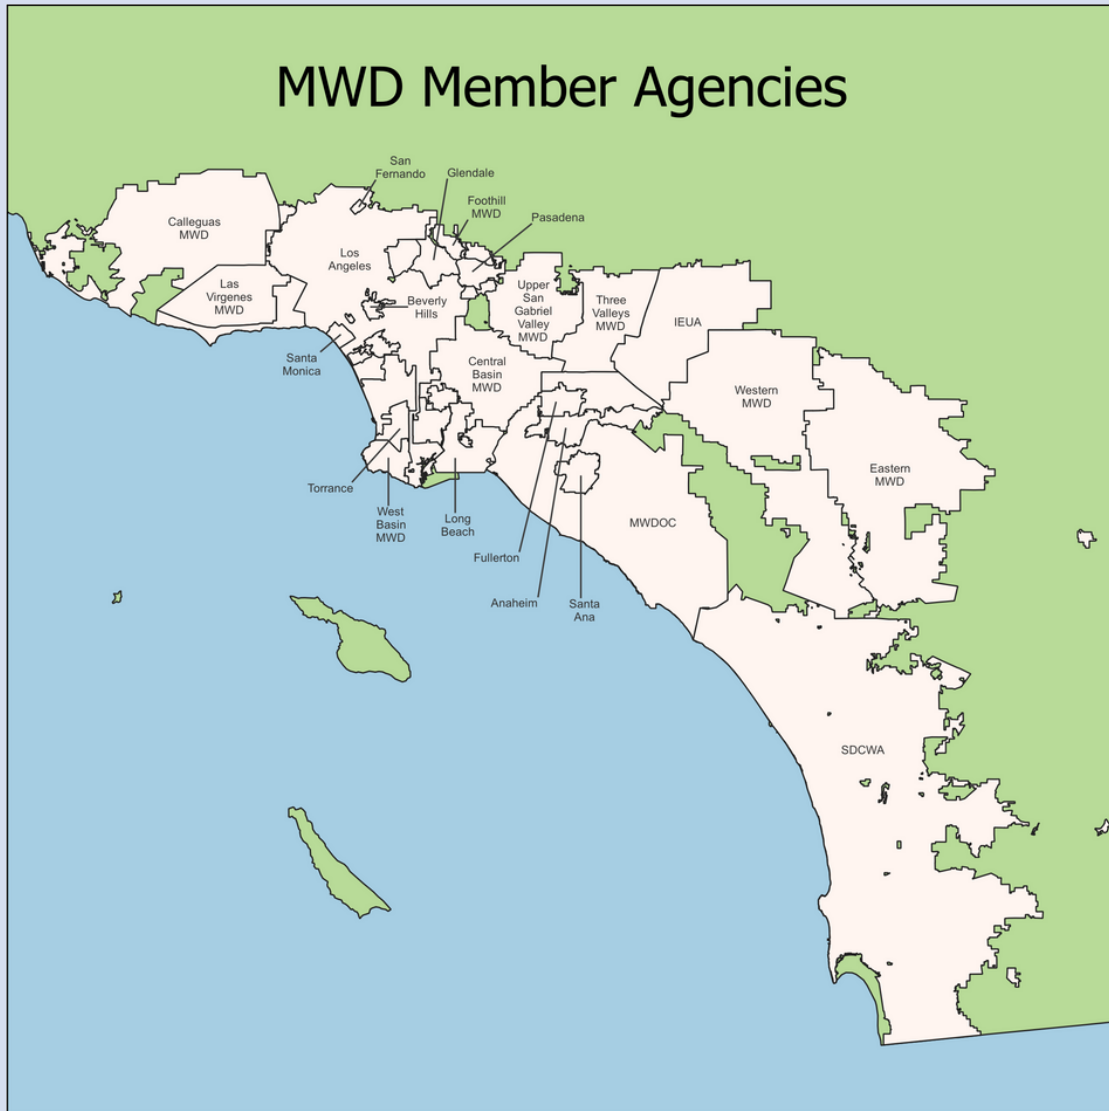 MWD Member Agencies
San
Fernando
Glendale
Foothill
MWD
Pasadena
Calleguas
MWD
Los
Angeles
Las
Virgenes
MWD
Beverly
Hills
Upper
San
Gabriel
Valley
MWD
Three
Valleys
MWD
IEUA
Santa
Monica
Central
Basin
MWD
Western
MWD
Eastern
MWD
Torrance
West
Basin
MWD
Long
Beach
MWDOC
Fullerton
Anaheim
Santa
Ana
SDCWA